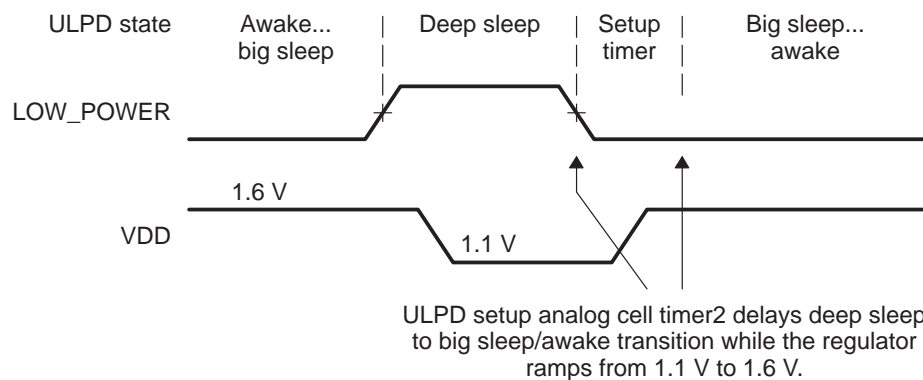 ULPD state
Awake...
big sleep
Deep sleep
Setup
timer
Big sleep...
awake
LOW_POWER
1.6 V
VDD
1.1 V
ULPD setup analog cell timer2 delays deep sleep
to big sleep/awake transition while the regulator
ramps from 1.1 V to 1.6 V.